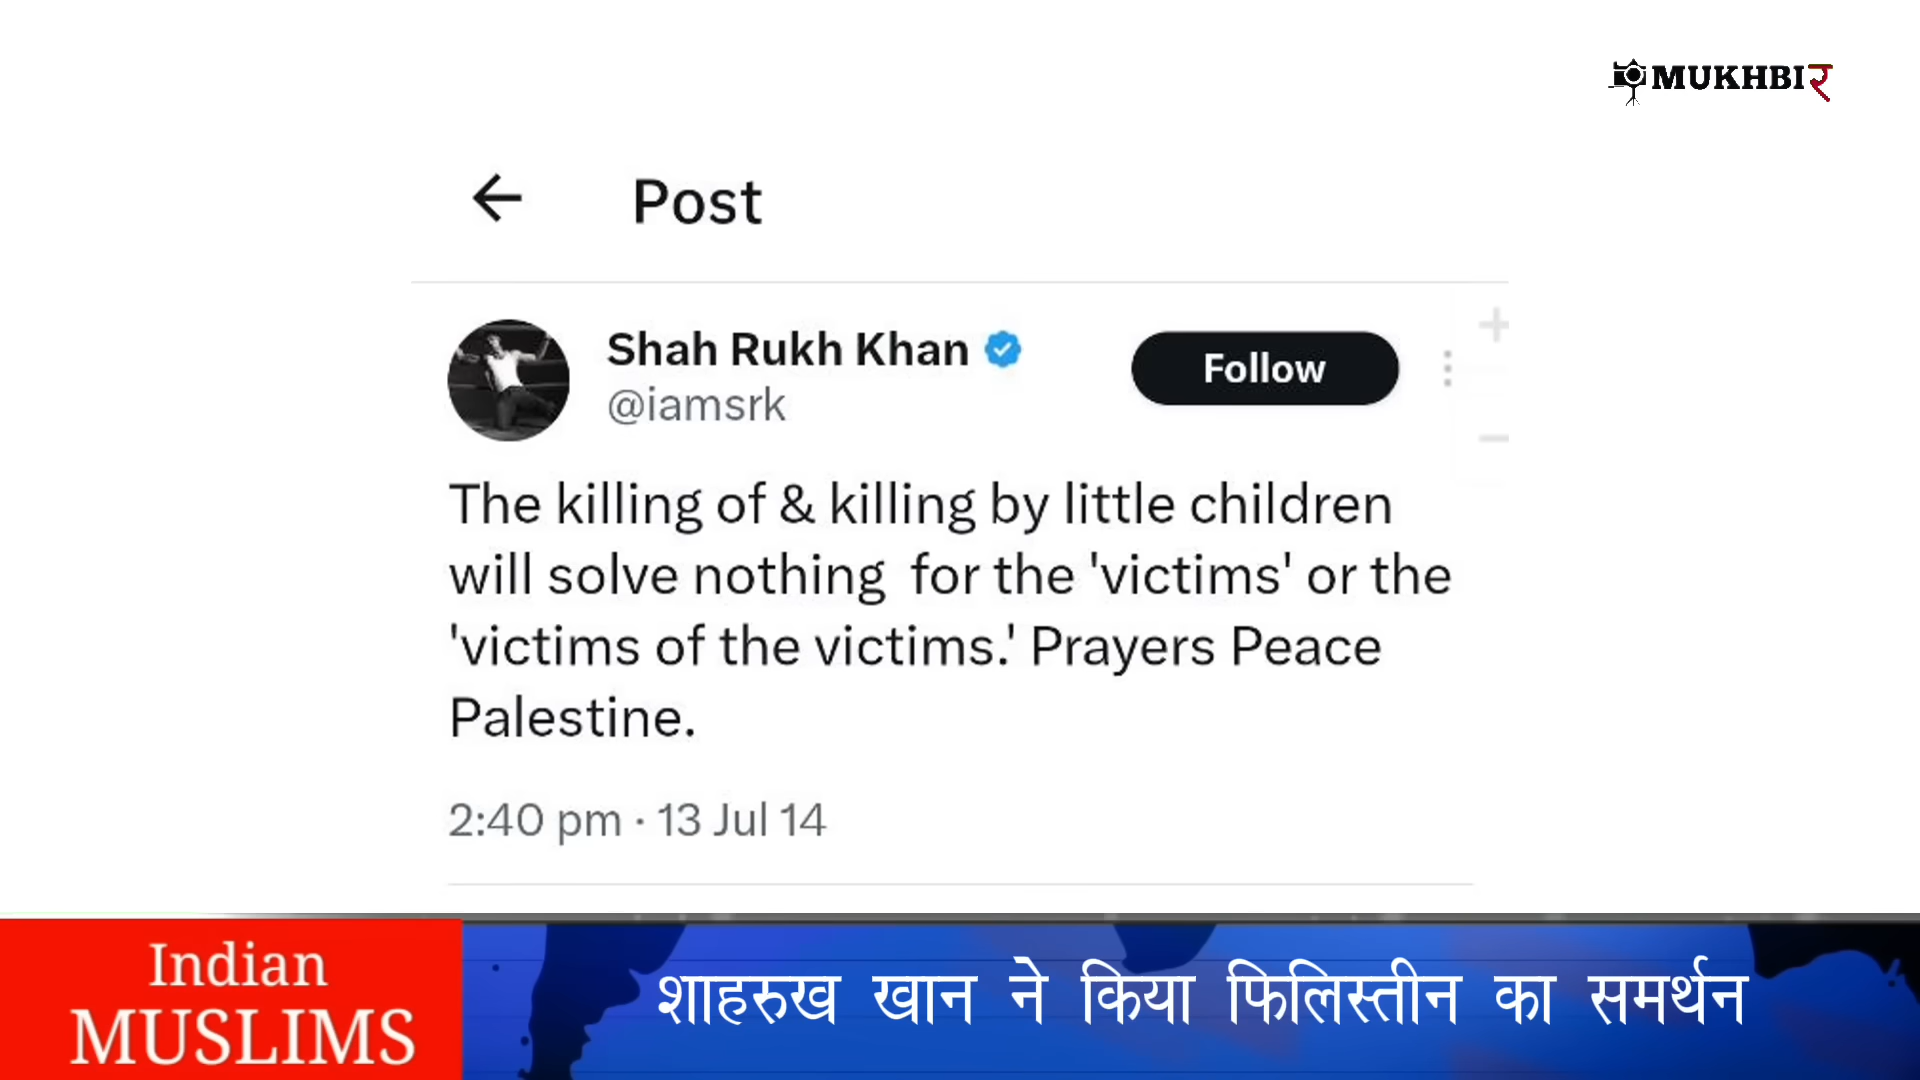 MUKHBIर
Post
Shah Rukh Khan
Follow
@iamsrk
The killing of & killing by little children
will solve nothing  for the 'victims' or the
'victims of the victims.' Prayers Peace
Palestine.
2:40 pm · 13 Jul 14
Indian
MUSLIMS
शाहरुख खान ने किया फिलिस्तीन का समर्थन